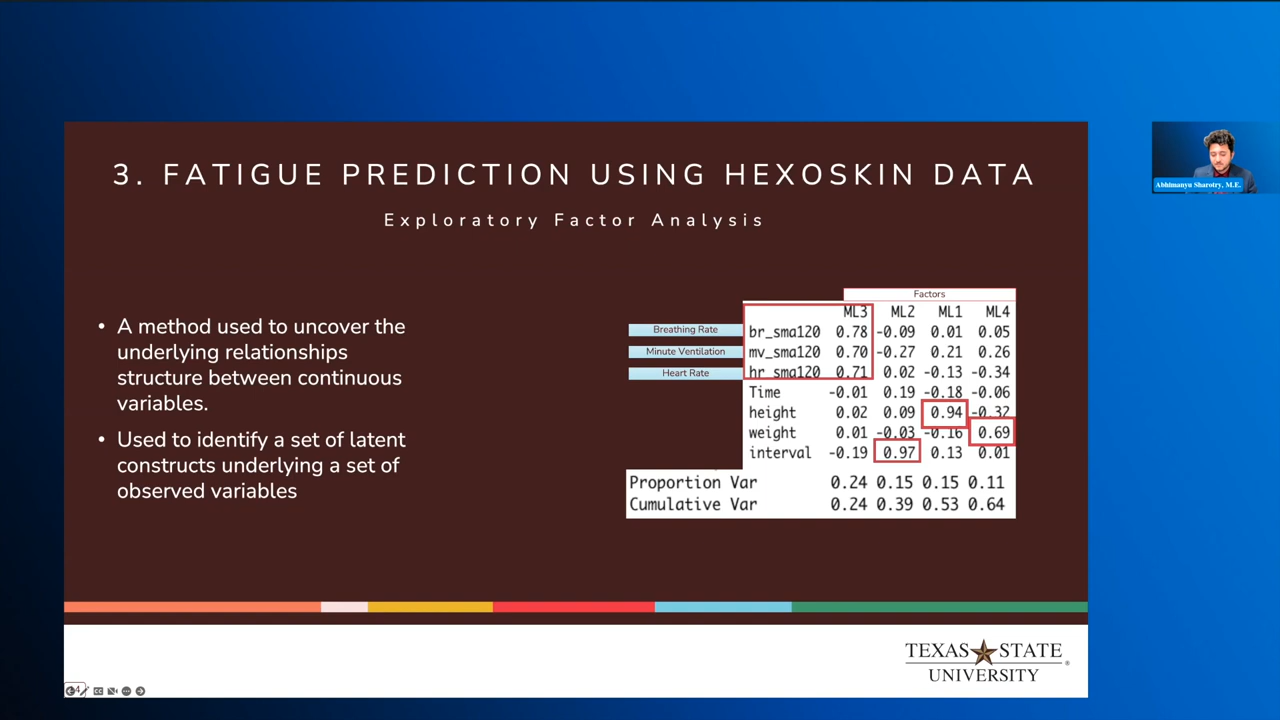 3. FATIGUE PREDICTION USING HEXOSKIN DATA
Exploratory Factor Analysis
• A method used to uncover the
underlying relationships
structure between continuous
variables.
• Used to identify a set of latent
constructs underlying a set of
observed variables
Factors
ML3 ML2 ML1 ML4
Breathing Rate br_sma120 0.78 -0.09 0.01 0.05
Minute Ventilation mv_sma120 0.70 -0.27 0.21 0.26
Heart Rate hr_sma120 0.71 0.02 -0.13 -0.34
Time -0.01 0.19 -0.18 -0.06
height 0.02 0.09 0.94 -0.32
weight 0.01 -0.03 -0.16 0.69
interval -0.19 0.97 0.13 0.01
Proportion Var 0.24 0.15 0.15 0.11
Cumulative Var 0.24 0.39 0.53 0.64
Abhimanyu Sharotry, M.E.
TEXAS STATE
UNIVERSITY